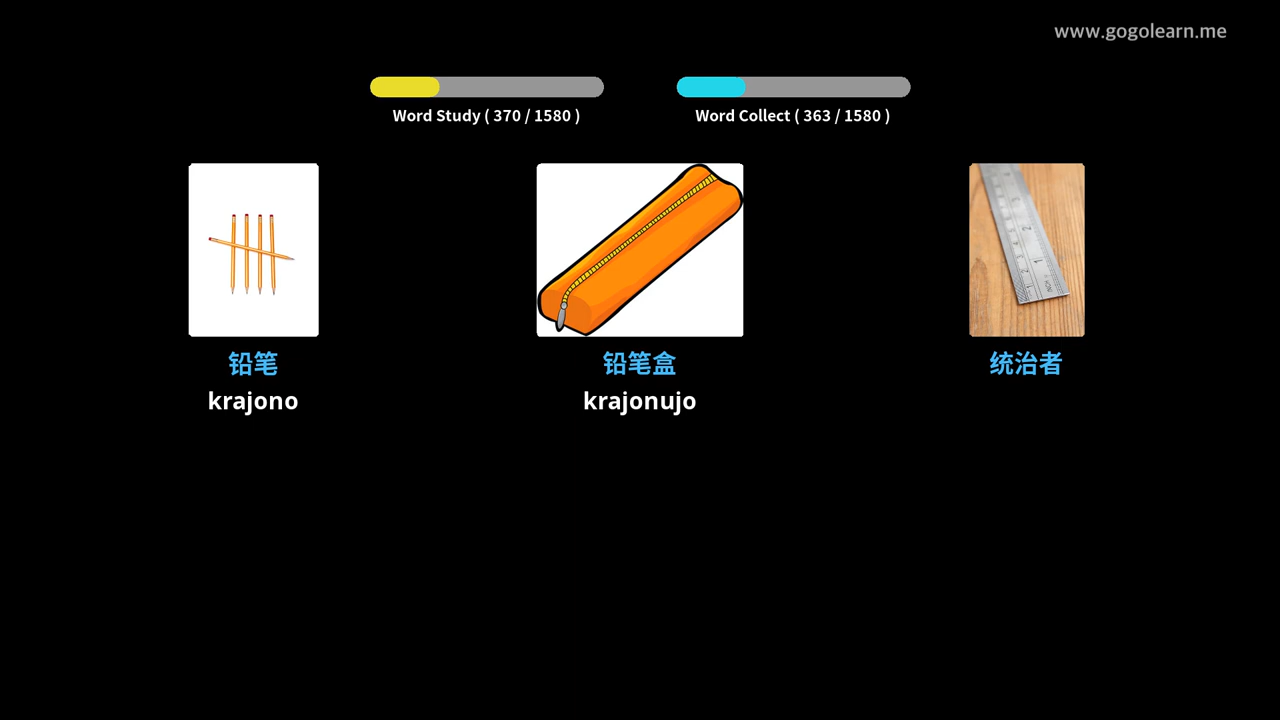 www.gogolearn.me
Word Study ( 370 / 1580 )
Word Collect ( 363 / 1580 )
铅笔
铅笔盒
统治者
krajono
krajonujo